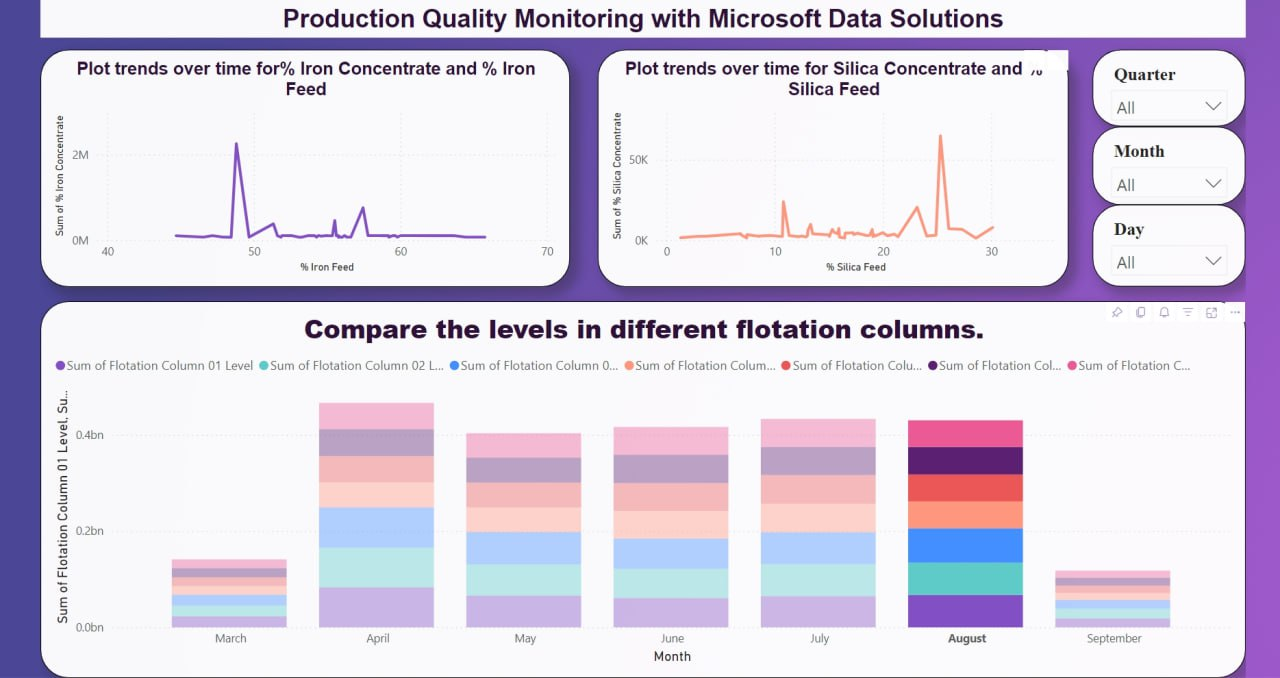 Production Quality Monitoring with Microsoft Data Solutions
Plot trends over time for% Iron Concentrate and % Iron
Feed
Sum of % Iron Concentrate
2M
0M
40
50
60
70
% Iron Feed
Plot trends over time for Silica Concentrate and %
Silica Feed
Sum of % Silica Concentrate
50K
0K
0
10
20
30
% Silica Feed
Quarter
All
Month
All
Day
All
Compare the levels in different flotation columns.
Sum of Flotation Column 01 Level
Sum of Flotation Column 02 L...
Sum of Flotation Column 0...
Sum of Flotation Colum...
Sum of Flotation Colu...
Sum of Flotation Col...
Sum of Flotation C...
Sum of Flotation Column 01 Level, Su...
0.4bn
0.2bn
0.0bn
March
April
May
June
July
August
September
Month